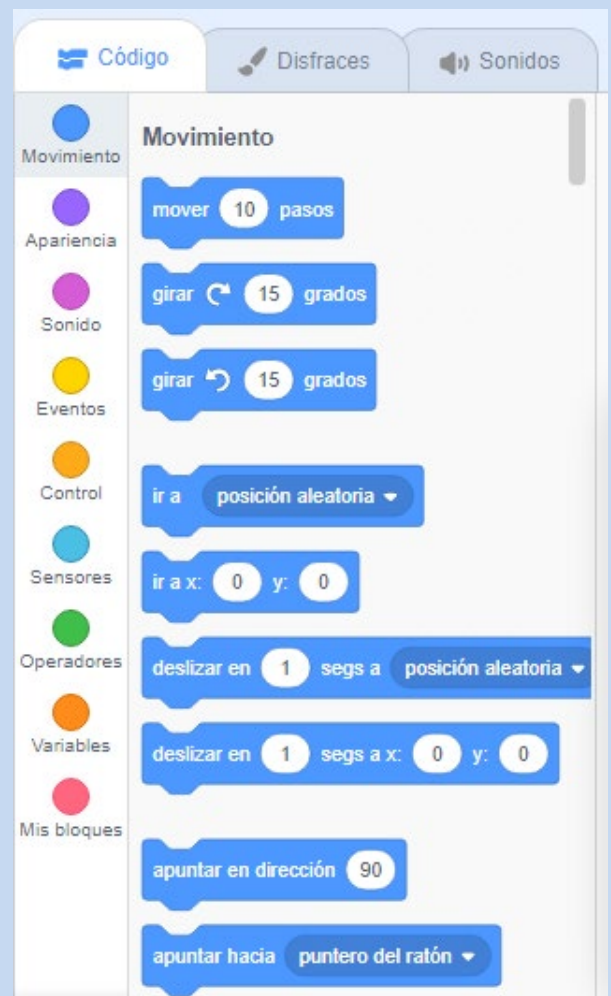 Código
Disfraces
Sonidos
Movimiento
Apariencia
Sonido
Eventos
Control
Sensores
Operadores
Variables
Mis bloques
Movimiento
mover 10 pasos
girar 15 grados
girar 15 grados
ir a posición aleatoria
ir a x: 0 y: 0
deslizar en 1 segs a posición aleatoria
deslizar en 1 segs a x: 0 y: 0
apuntar en dirección 90
apuntar hacia puntero del ratón